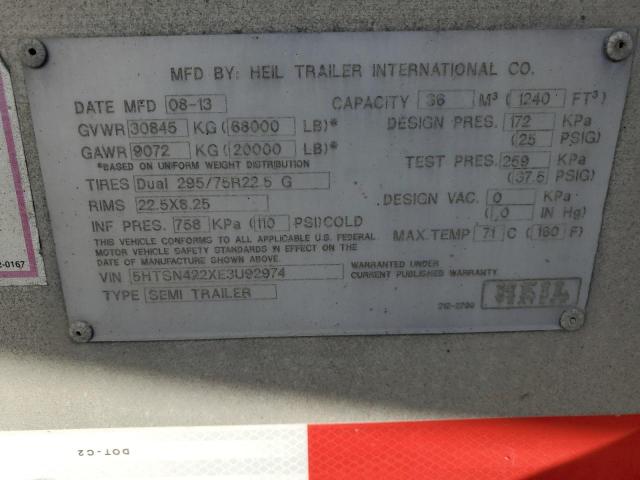 MFD BY: HEIL TRAILER INTERNATIONAL CO.
DATE MFD 08-13 CAPACITY 36 M³ (1240 FT³)
GVWR 30845 KG (68000 LB)* DESIGN PRES. 172 KPa
(25 PSIG)
GAWR 9072 KG (20000 LB)*
*BASED ON UNIFORM WEIGHT DISTRIBUTION
TEST PRES. 259 KPa
(37.5 PSIG)
TIRES Dual 295/75R22.5 G
RIMS 22.5X8.25 DESIGN VAC. 0 KPa
(.0 IN Hg)
INF PRES. 758 KPa (110 PSI)COLD
MAX.TEMP 71 C (160 F)
THIS VEHICLE CONFORMS TO ALL APPLICABLE U.S. FEDERAL
MOTOR VEHICLE SAFETY STANDARDS IN EFFECT ON THE
DATE OF MANUFACTURE SHOWN ABOVE.
VIN 5HTSN422XE3U92974
WARRANTED UNDER
CURRENT PUBLISHED WARRANTY.
TYPE SEMI TRAILER
HEIL
2-0167
DOT-C2